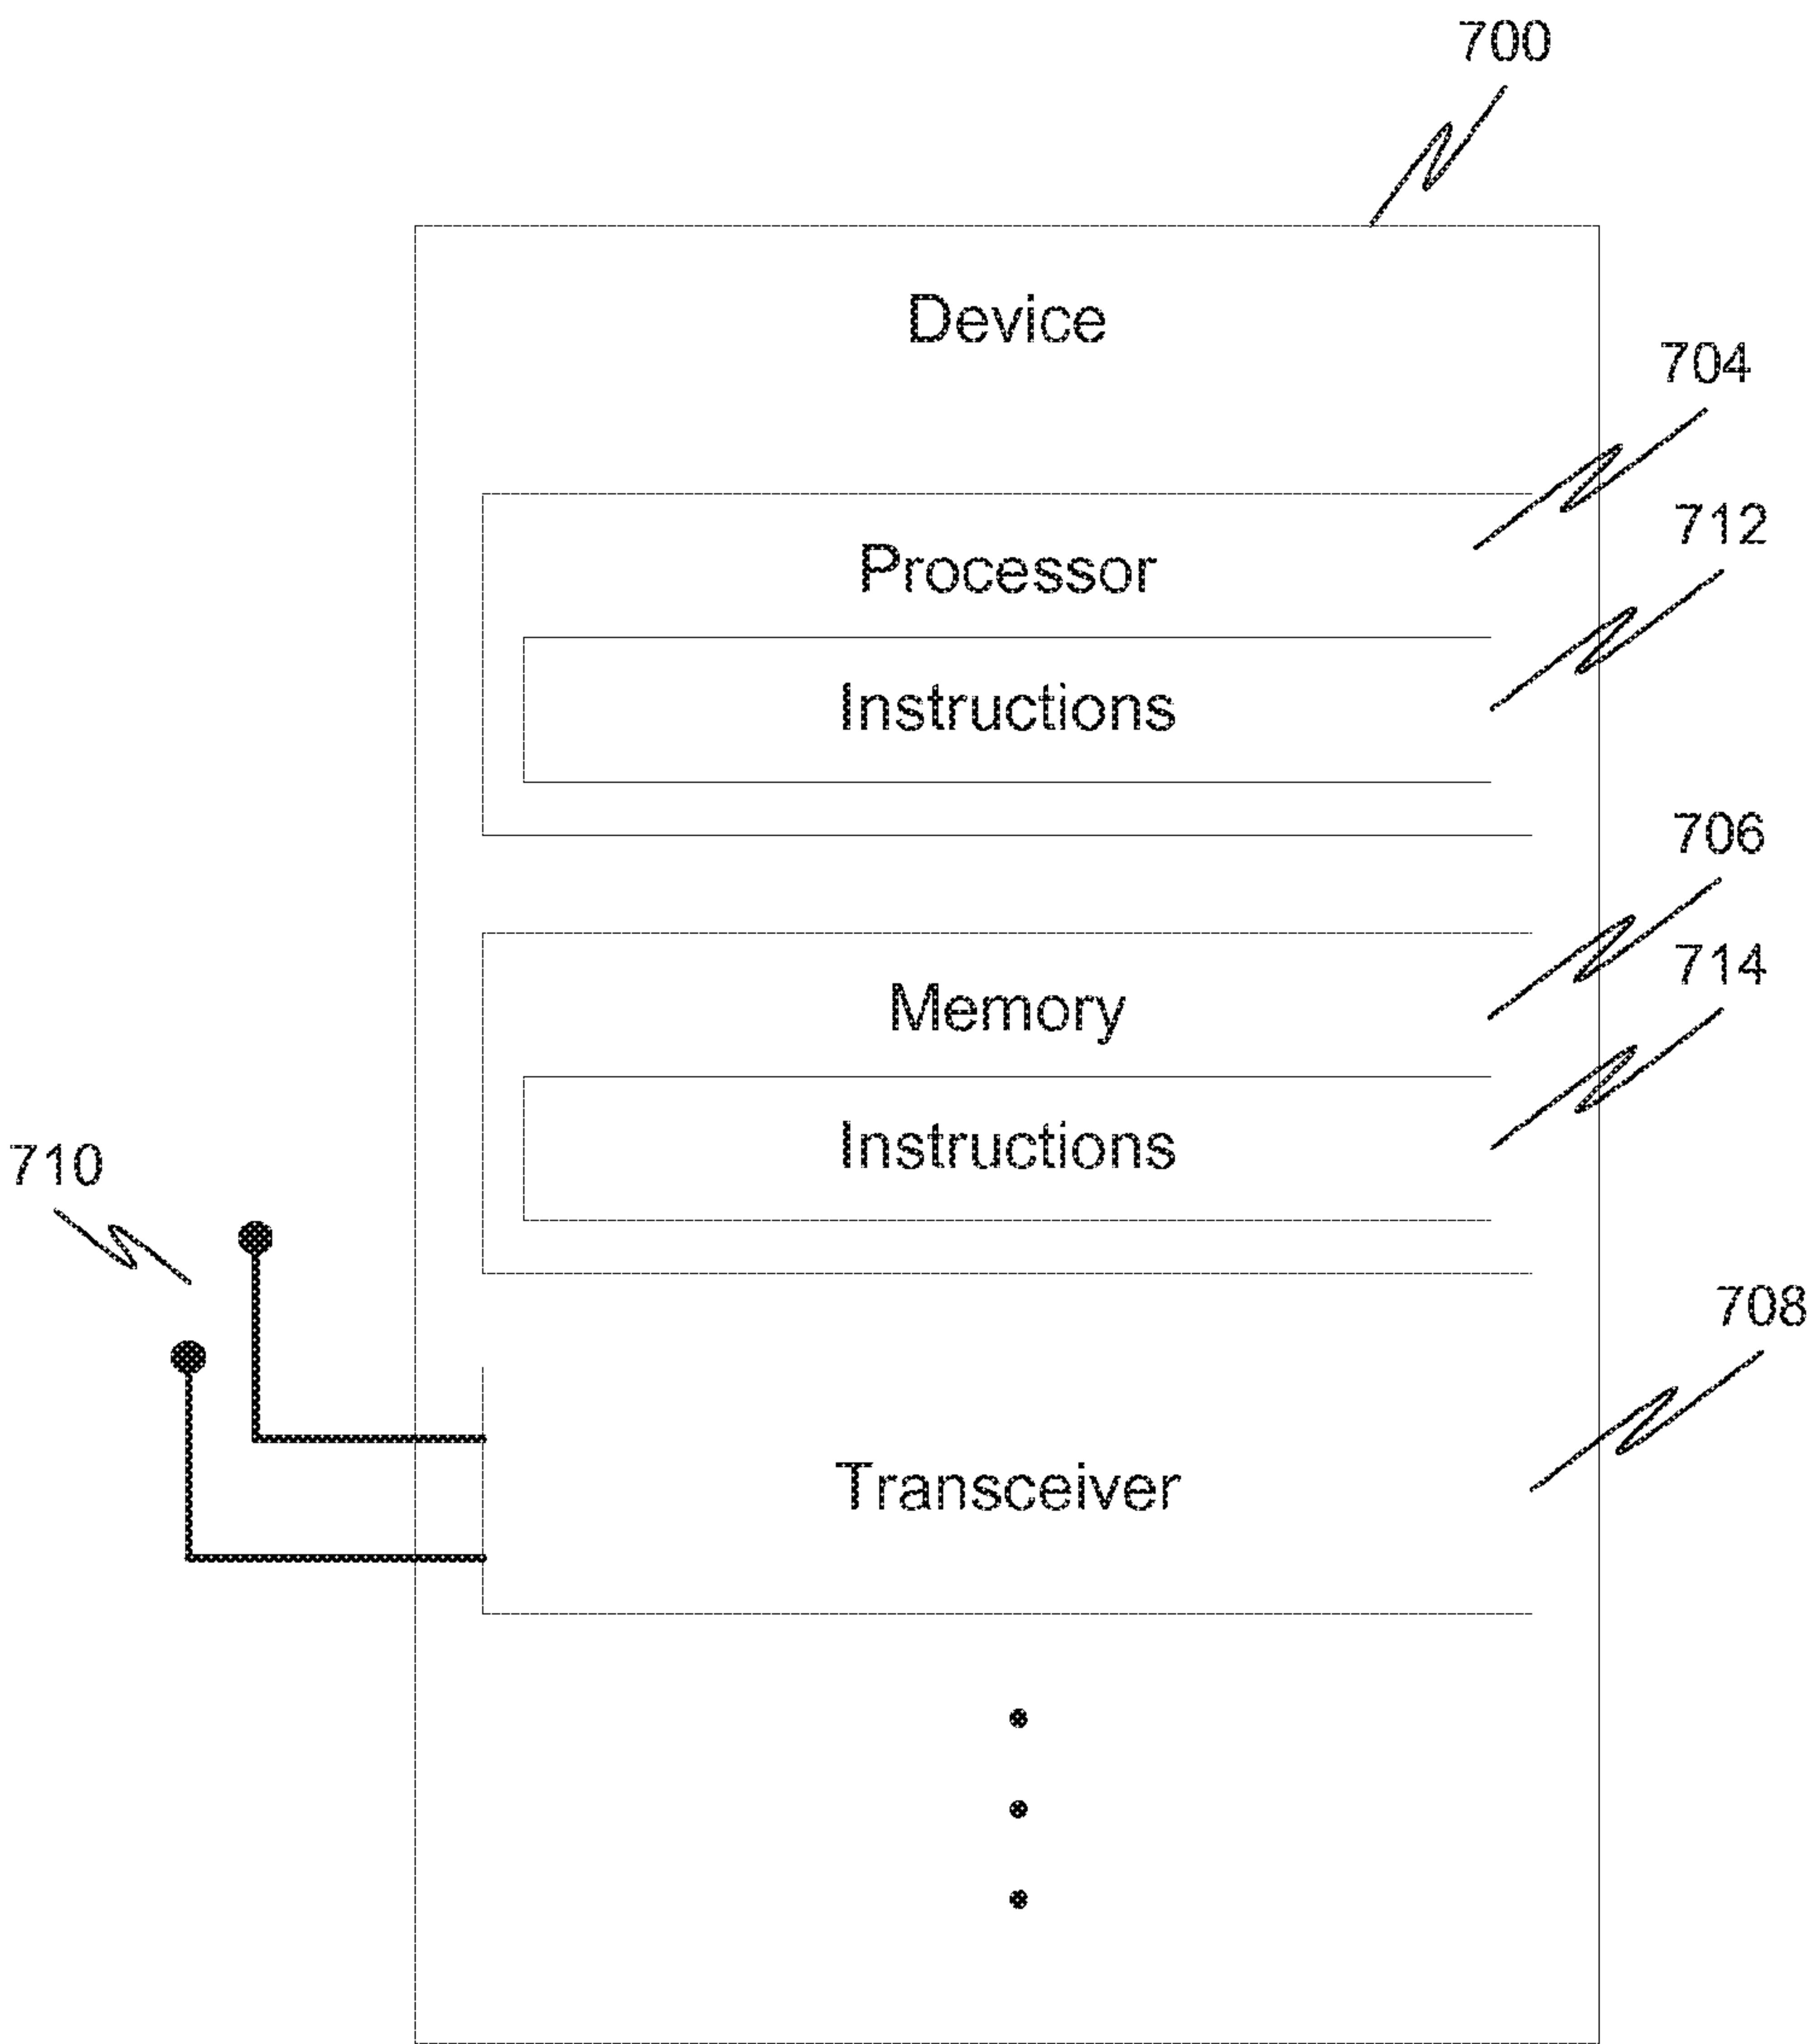 700
Device
704
Processor
712
Instructions
706
Memory
714
Instructions
710
708
Transceiver